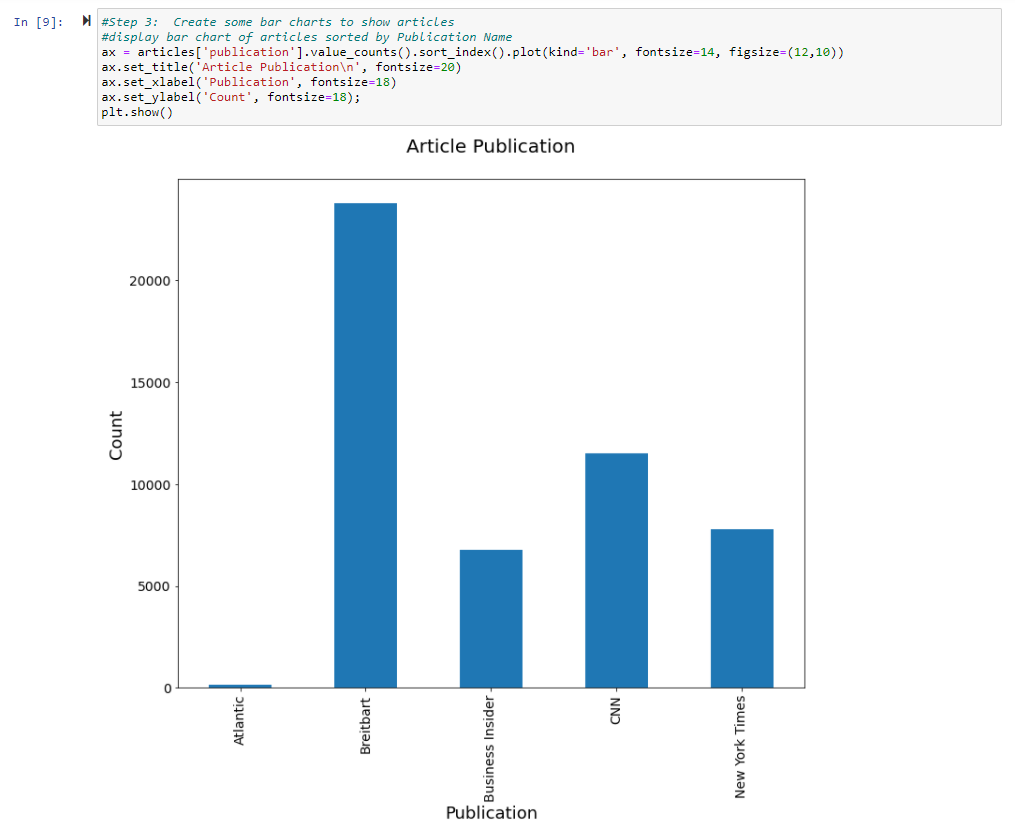 In [9]:
#Step 3:  Create some bar charts to show articles
#display bar chart of articles sorted by Publication Name
ax = articles['publication'].value_counts().sort_index().plot(kind='bar', fontsize=14, figsize=(12,10))
ax.set_title('Article Publication\n', fontsize=20)
ax.set_xlabel('Publication', fontsize=18)
ax.set_ylabel('Count', fontsize=18);
plt.show()
Article Publication
Count
20000
15000
10000
5000
0
Atlantic
Breitbart
Business Insider
CNN
New York Times
Publication